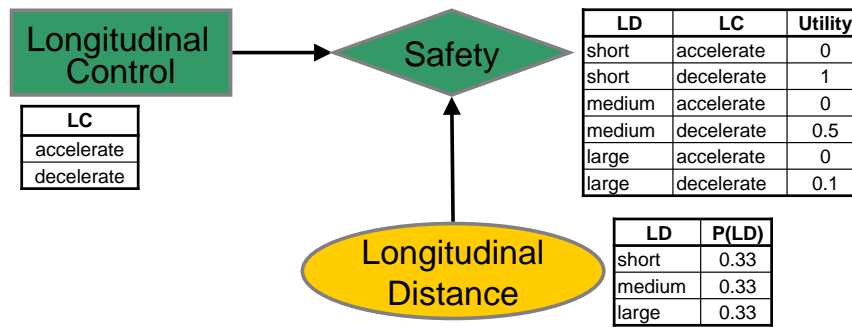 Longitudinal
Control
Safety
LD LC Utility
short accelerate 0
short decelerate 1
medium accelerate 0
medium decelerate 0.5
large accelerate 0
large decelerate 0.1
LC
accelerate
decelerate
Longitudinal
Distance
LD P(LD)
short 0.33
medium 0.33
large 0.33